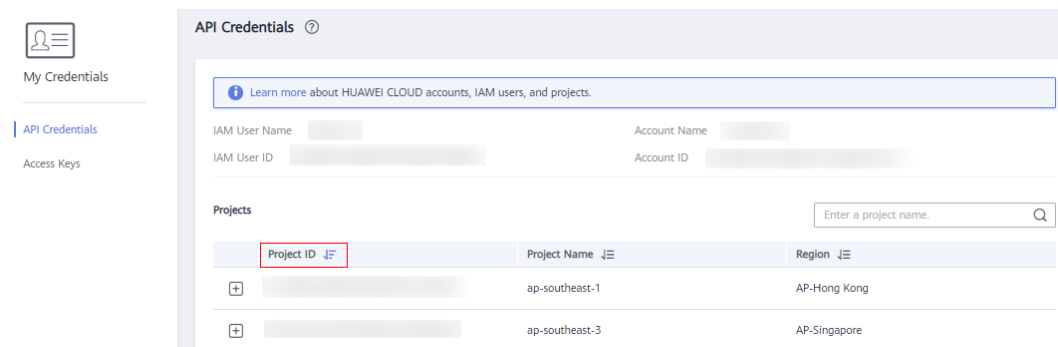 API Credentials
My Credentials
Learn more about HUAWEI CLOUD accounts, IAM users, and projects.
API Credentials
IAM User Name
Account Name
Access Keys
IAM User ID
Account ID
Projects
Enter a project name.
Project ID
Project Name
Region
ap-southeast-1
AP-Hong Kong
ap-southeast-3
AP-Singapore